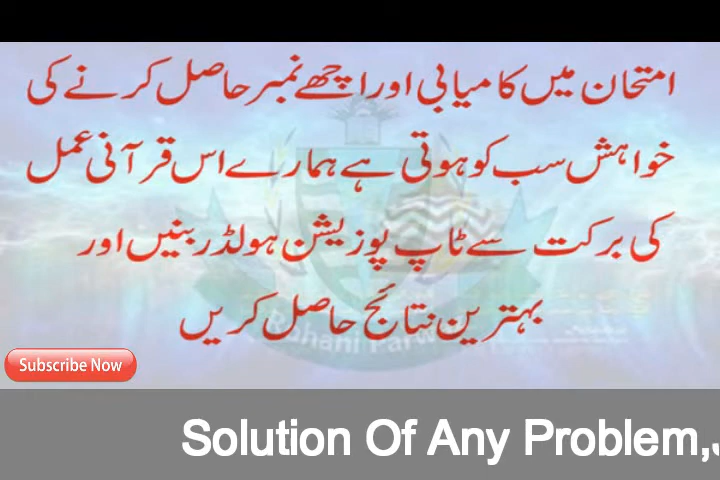 امتحان میں کامیابی اور اچھے نمبر حاصل کرنے کی
خواہش سب کو ہوتی ہے ہمارے اس قرآنی عمل
کی برکت سے ٹاپ پوزیشن ہولڈر بنیں اور
بہترین نتائج حاصل کریں
Rohani
Subscribe Now
Solution Of Any Problem,